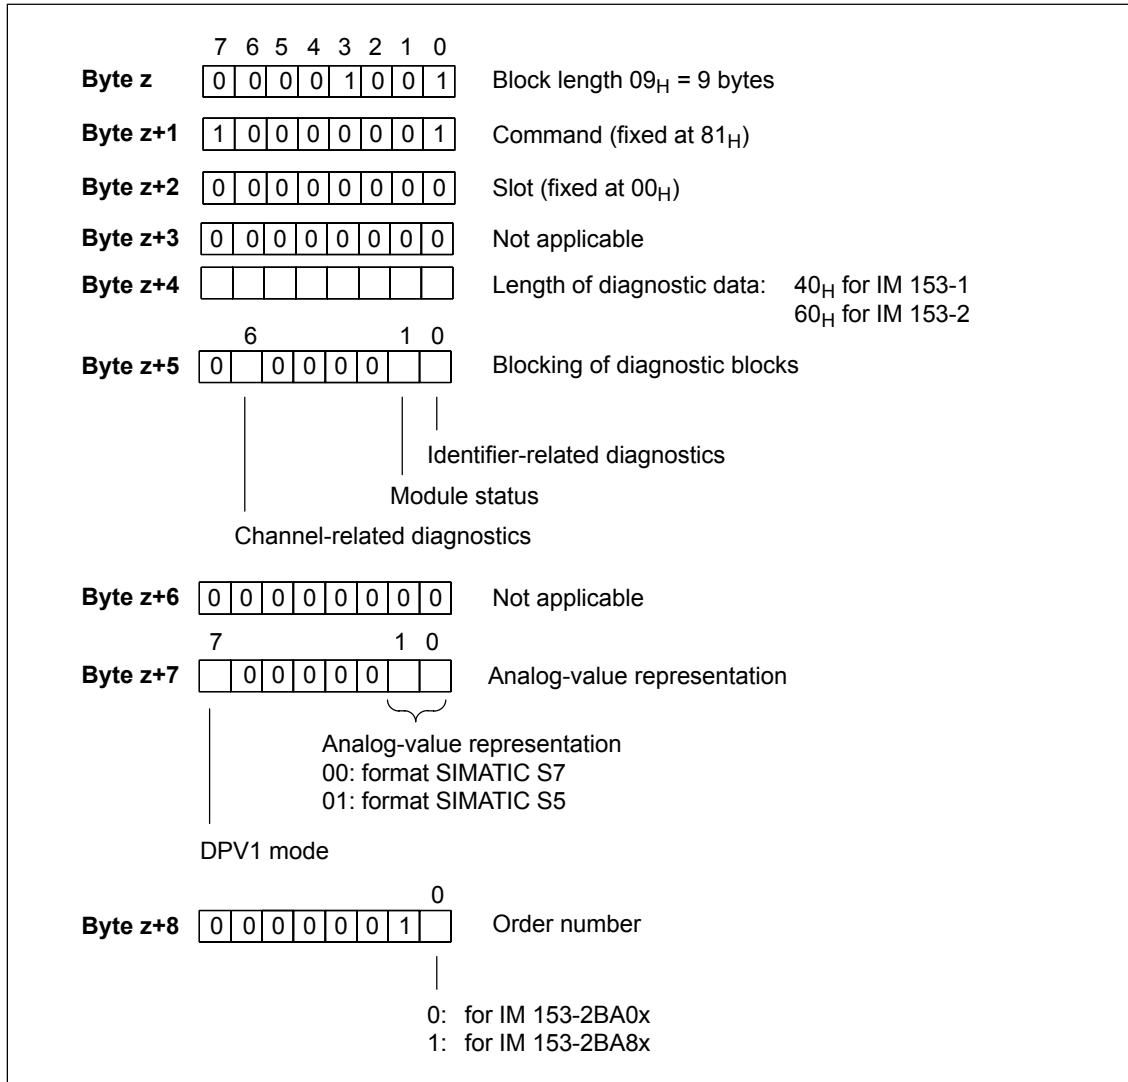 7 6 5 4 3 2 1 0
Byte z 0 0 0 0 1 0 0 1 Block length 09H = 9 bytes
Byte z+1 1 0 0 0 0 0 0 1 Command (fixed at 81H)
Byte z+2 0 0 0 0 0 0 0 0 Slot (fixed at 00H)
Byte z+3 0 0 0 0 0 0 0 0 Not applicable
Byte z+4 Length of diagnostic data: 40H for IM 153-1
60H for IM 153-2
6 1 0
Byte z+5 0 0 0 0 0 Blocking of diagnostic blocks
Identifier-related diagnostics
Module status
Channel-related diagnostics
Byte z+6 0 0 0 0 0 0 0 0 Not applicable
7 1 0
Byte z+7 0 0 0 0 0 Analog-value representation
Analog-value representation
00: format SIMATIC S7
01: format SIMATIC S5
DPV1 mode
0
Byte z+8 0 0 0 0 0 0 1 Order number
0: for IM 153-2BA0x
1: for IM 153-2BA8x